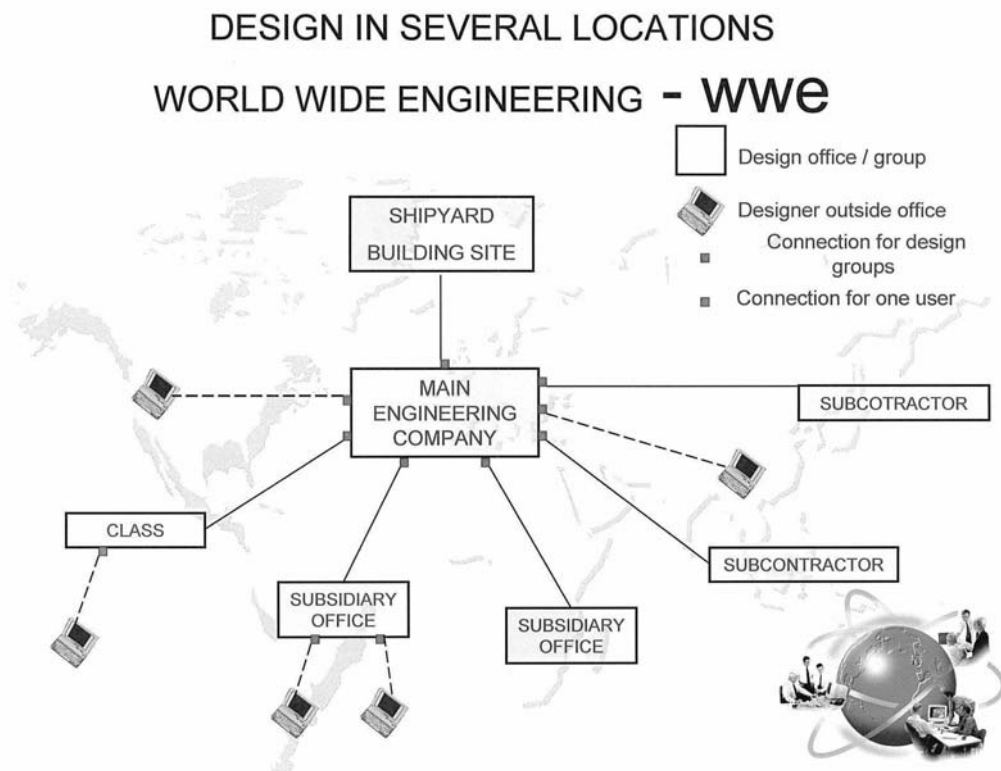 DESIGN IN SEVERAL LOCATIONS
WORLD WIDE ENGINEERING - wwe
Design office / group
Designer outside office
Connection for design
groups
Connection for one user
SHIPYARD
BUILDING SITE
MAIN
ENGINEERING
COMPANY
SUBCOTRACTOR
CLASS
SUBCONTRACTOR
SUBSIDIARY
OFFICE
SUBSIDIARY
OFFICE